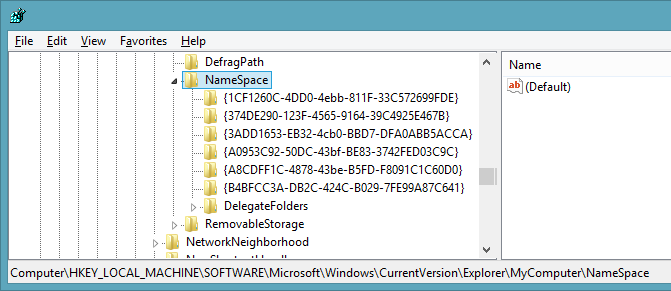 File Edit View Favorites Help
DefragPath
NameSpace
{1CF1260C-4DD0-4ebb-811F-33C572699FDE}
{374DE290-123F-4565-9164-39C4925E467B}
{3ADD1653-EB32-4cb0-BBD7-DFA0ABB5ACCA}
{A0953C92-50DC-43bf-BE83-3742FED03C9C}
{A8CDFF1C-4878-43be-B5FD-F8091C1C60D0}
{B4BFCC3A-DB2C-424C-B029-7FE99A87C641}
DelegateFolders
RemovableStorage
NetworkNeighborhood
Name
ab (Default)
Computer\HKEY_LOCAL_MACHINE\SOFTWARE\Microsoft\Windows\CurrentVersion\Explorer\MyComputer\NameSpace